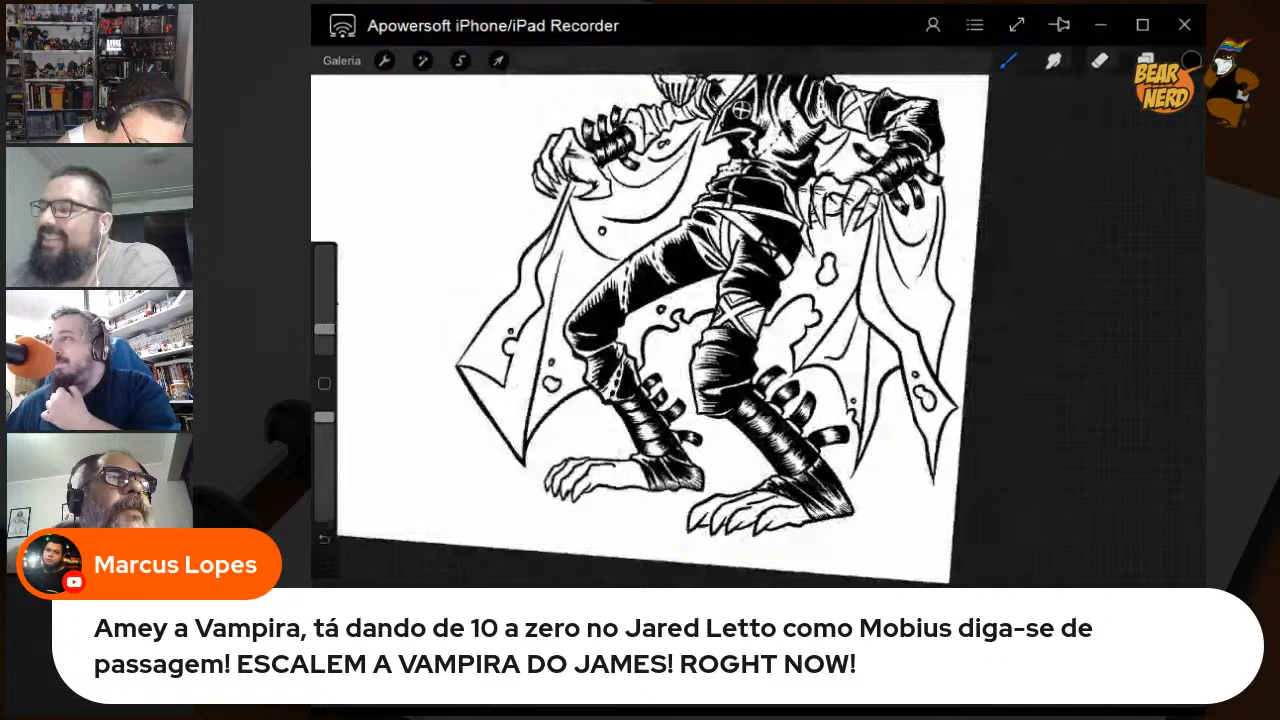 Apowersoft iPhone/iPad Recorder
Galeria
BEAR
NERD
Marcus Lopes
Amey a Vampira, tá dando de 10 a zero no Jared Letto como Mobius diga-se de
passagem! ESCALEM A VAMPIRA DO JAMES! ROGHT NOW!